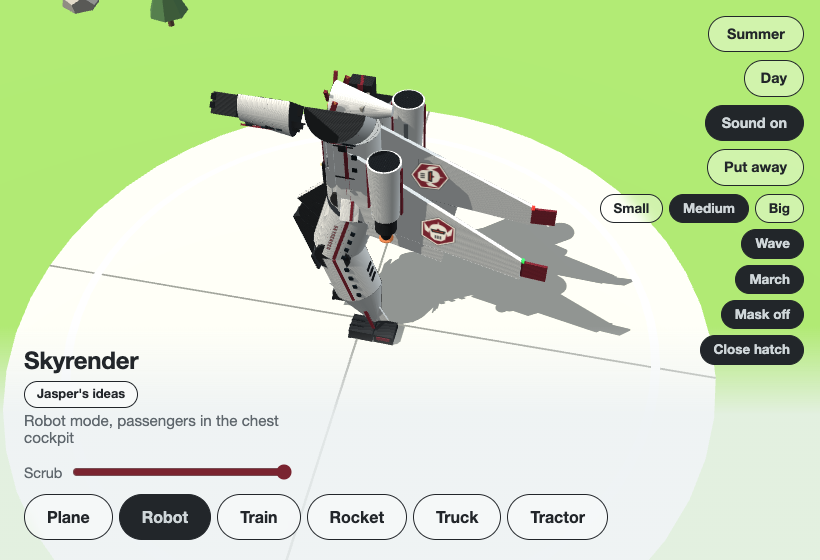 Summer
Day
Sound on
Put away
Small Medium Big
Wave
March
Mask off
Close hatch
Skyrender
Jasper's ideas
Robot mode, passengers in the chest
cockpit
Scrub
Plane Robot Train Rocket Truck Tractor